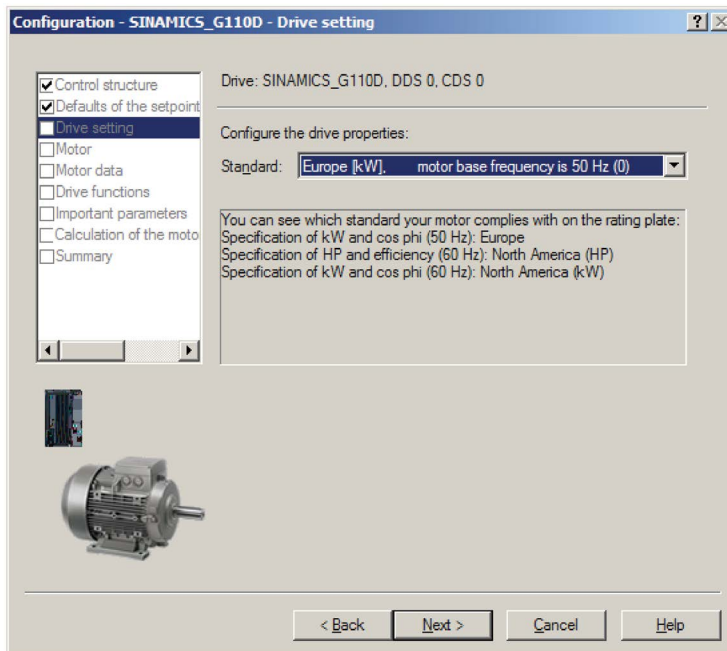 Configuration - SINAMICS_G110D - Drive setting
Control structure
Defaults of the setpoint
Drive setting
Motor
Motor data
Drive functions
Important parameters
Calculation of the moto
Summary
Drive: SINAMICS_G110D, DDS 0, CDS 0
Configure the drive properties:
Standard: Europe [kW], motor base frequency is 50 Hz (0)
You can see which standard your motor complies with on the rating plate:
Specification of kW and cos phi (50 Hz): Europe
Specification of HP and efficiency (60 Hz): North America (HP)
Specification of kW and cos phi (60 Hz): North America (kW)
< Back Next > Cancel Help